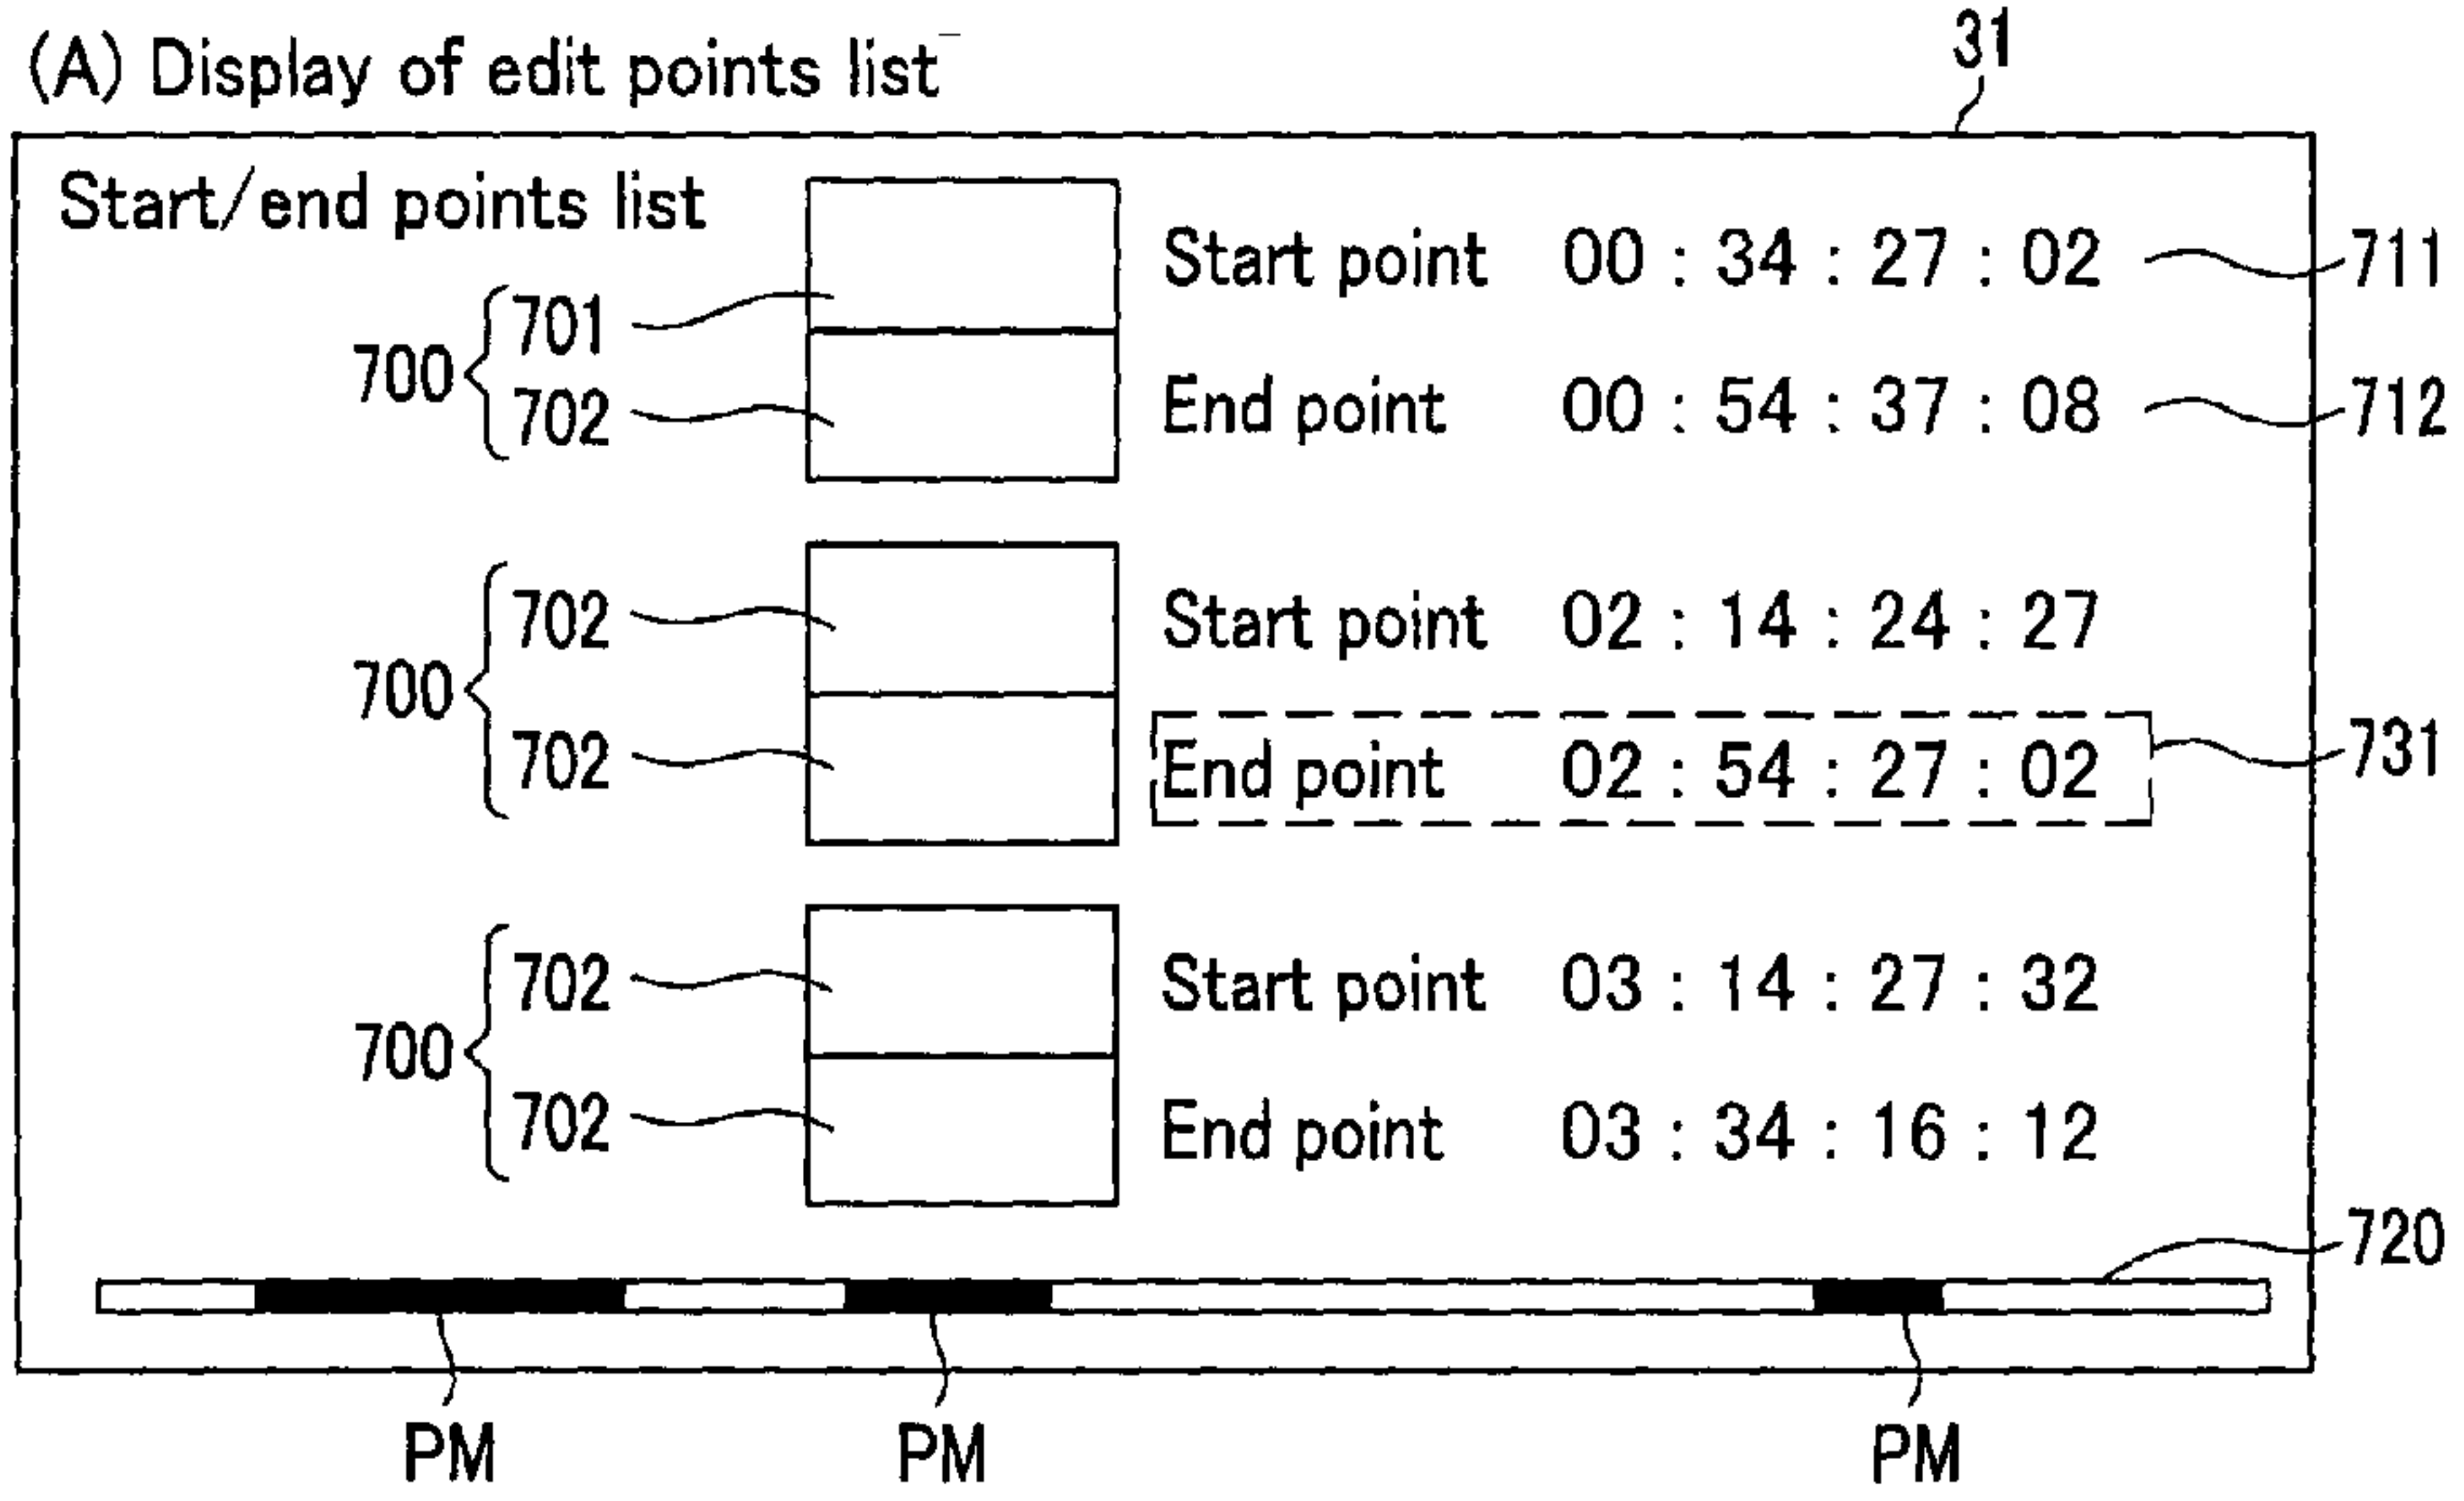 (A) Display of edit points list
31
Start/end points list
Start point 00 : 34 : 27 : 02 711
700 701
702
End point 00 : 54 : 37 : 08 712
700 702
Start point 02 : 14 : 24 : 27
702
End point 02 : 54 : 27 : 02 731
700 702
Start point 03 : 14 : 27 : 32
702
End point 03 : 34 : 16 : 12
720
PM PM PM